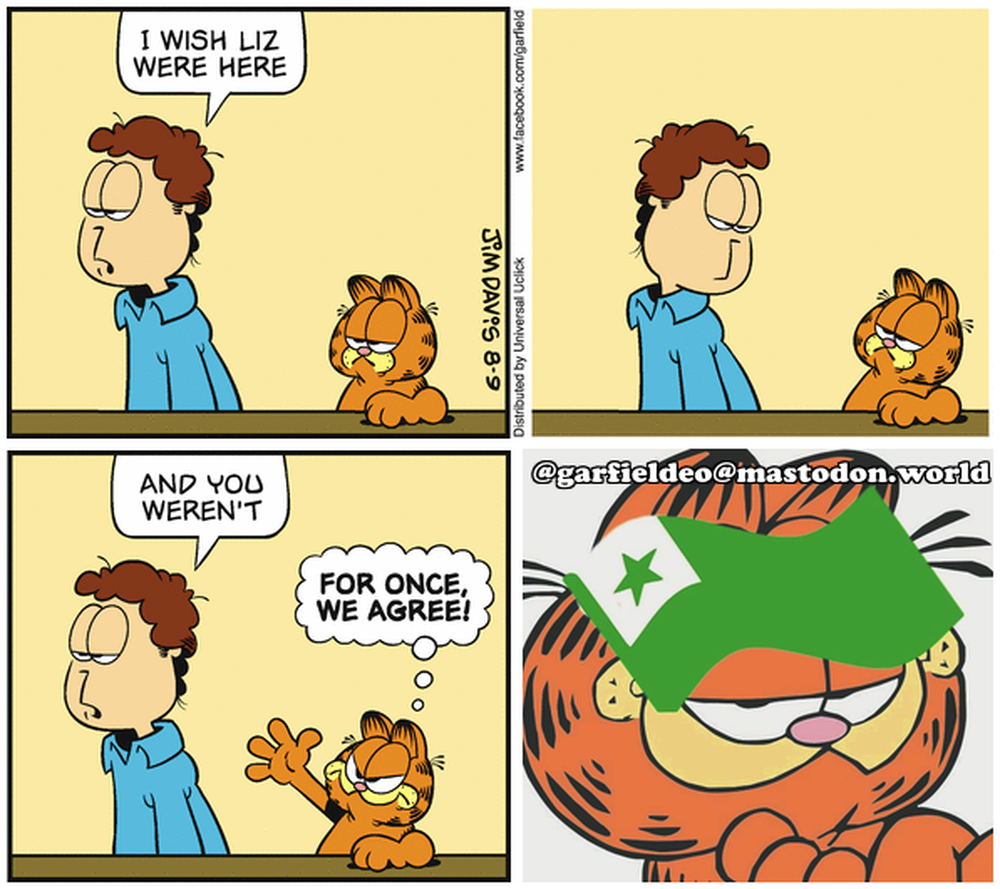 I WISH LIZ
WERE HERE
www.facebook.com/garfield
Distributed by Universal Uclick
JIM DAVIS 8-9
AND YOU
WEREN'T
FOR ONCE,
WE AGREE!
@garfieldeo@mastodon.world